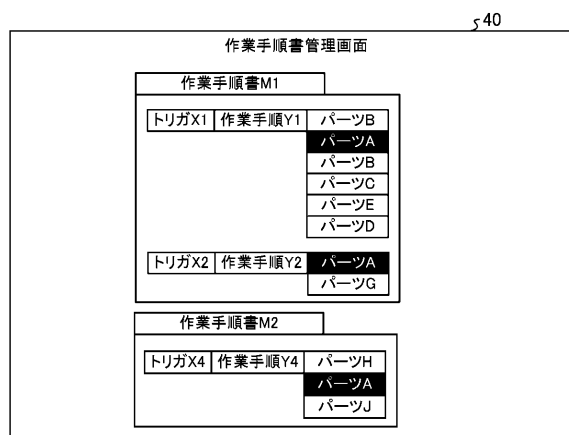 40
作業手順書管理画面
作業手順書M1
トリガX1 作業手順Y1 パーツB
パーツA
パーツB
パーツC
パーツE
パーツD
トリガX2 作業手順Y2 パーツA
パーツG
作業手順書M2
トリガX4 作業手順Y4 パーツH
パーツA
パーツJ